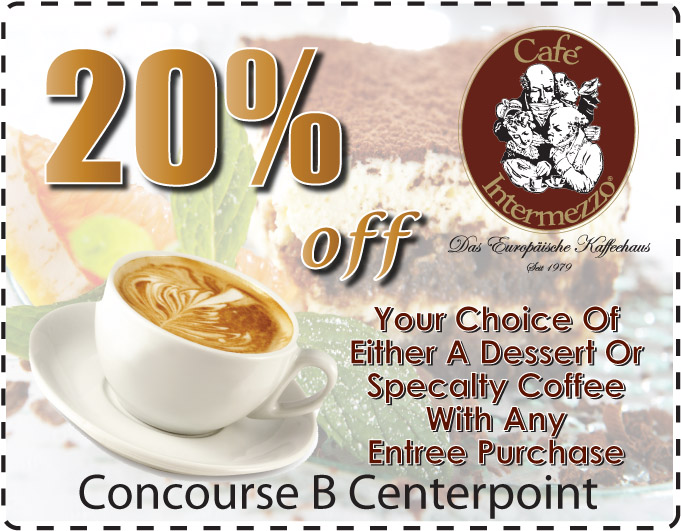 20%
off
Café
Intermezzo®
Das Europäische Kaffeehaus
Seit 1979
Your Choice Of
Either A Dessert Or
Specalty Coffee
With Any
Entree Purchase
Concourse B Centerpoint